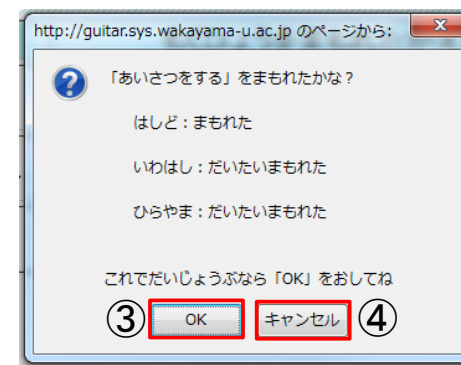 http://guitar.sys.wakayama-u.ac.jp のページから:
「あいさつをする」をまもれたかな？
はしど：まもれた
いわはし：だいたいまもれた
ひらやま：だいたいまもれた
これでだいじょうぶなら「OK」をおしてね
③ OK キャンセル ④